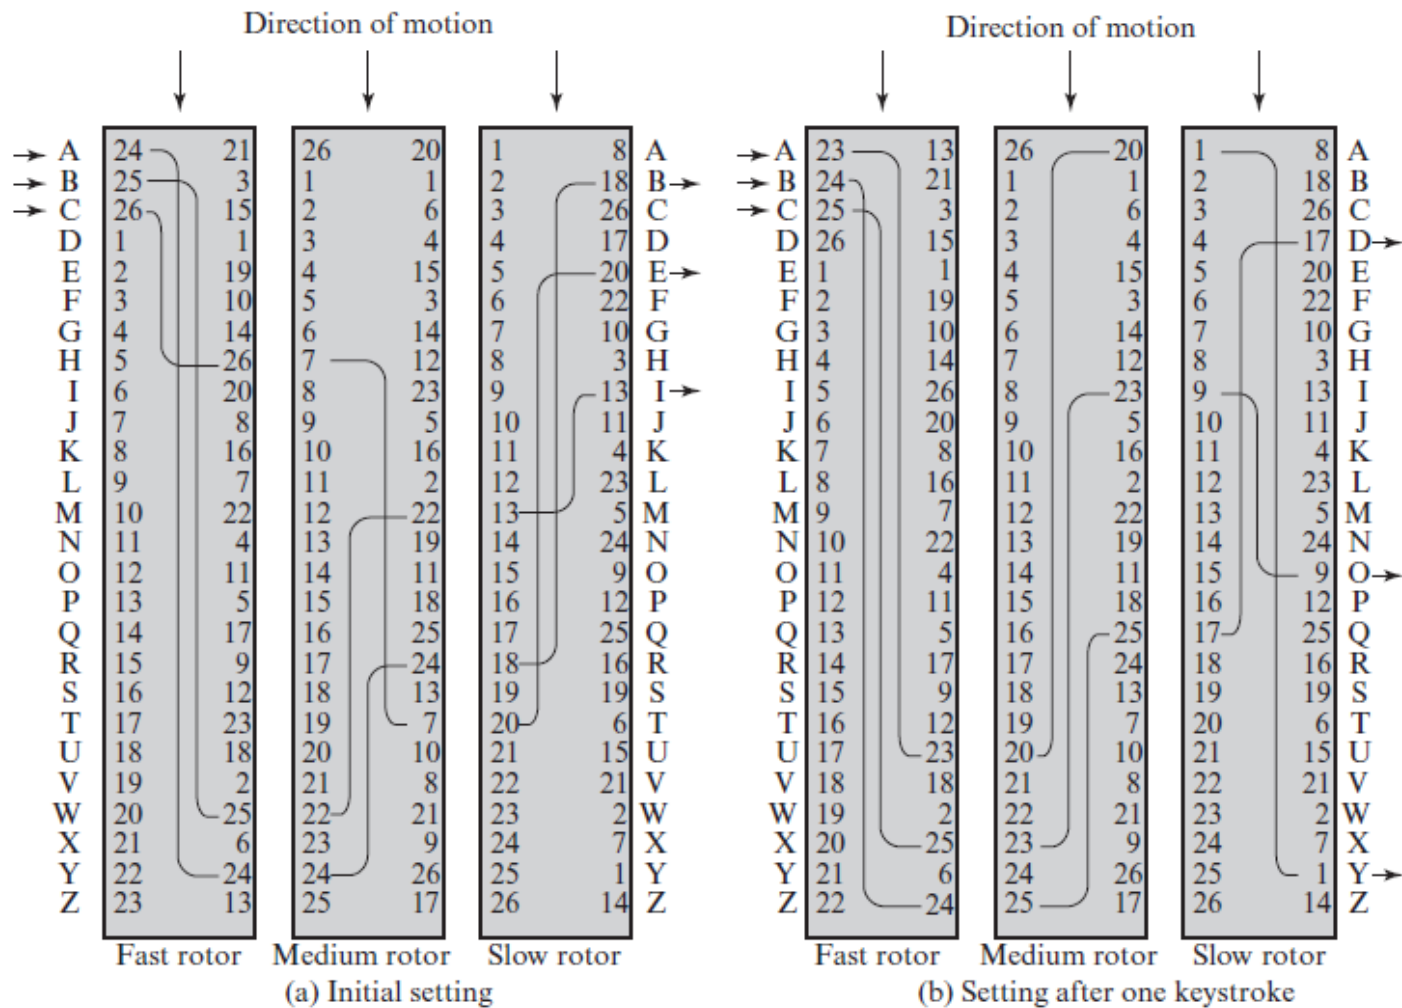 Direction of motion Direction of motion
A 24 21 26 20 1 8 A A 23 13 26 20 1 8 A
B 25 3 1 1 2 18 B B 24 21 1 1 2 18 B
C 26 15 2 6 3 26 C C 25 3 2 6 3 26 C
D 1 1 3 4 4 17 D D 26 15 3 4 4 17 D
E 2 19 4 15 5 20 E E 1 1 4 15 5 20 E
F 3 10 5 3 6 22 F F 2 19 5 3 6 22 F
G 4 14 6 14 7 10 G G 3 10 6 14 7 10 G
H 5 26 7 12 8 3 H H 4 14 7 12 8 3 H
I 6 20 8 23 9 13 I I 5 26 8 23 9 13 I
J 7 8 9 5 10 11 J J 6 20 9 5 10 11 J
K 8 16 10 16 11 4 K K 7 8 10 16 11 4 K
L 9 7 11 2 12 23 L L 8 16 11 2 12 23 L
M 10 22 12 22 13 5 M M 9 7 12 22 13 5 M
N 11 4 13 19 14 24 N N 10 22 13 19 14 24 N
O 12 11 14 11 15 9 O O 11 4 14 11 15 9 O
P 13 5 15 18 16 12 P P 12 11 15 18 16 12 P
Q 14 17 16 25 17 25 Q Q 13 5 16 25 17 25 Q
R 15 9 17 24 18 16 R R 14 17 17 24 18 16 R
S 16 12 18 13 19 19 S S 15 9 18 13 19 19 S
T 17 23 19 7 20 6 T T 16 12 19 7 20 6 T
U 18 18 20 10 21 15 U U 17 23 20 10 21 15 U
V 19 2 21 8 22 21 V V 18 18 21 8 22 21 V
W 20 25 22 21 23 2 W W 19 2 22 21 23 2 W
X 21 6 23 9 24 7 X X 20 25 23 9 24 7 X
Y 22 24 24 26 25 1 Y Y 21 6 24 26 25 1 Y
Z 23 13 25 17 26 14 Z Z 22 24 25 17 26 14 Z
Fast rotor Medium rotor Slow rotor Fast rotor Medium rotor Slow rotor
(a) Initial setting (b) Setting after one keystroke